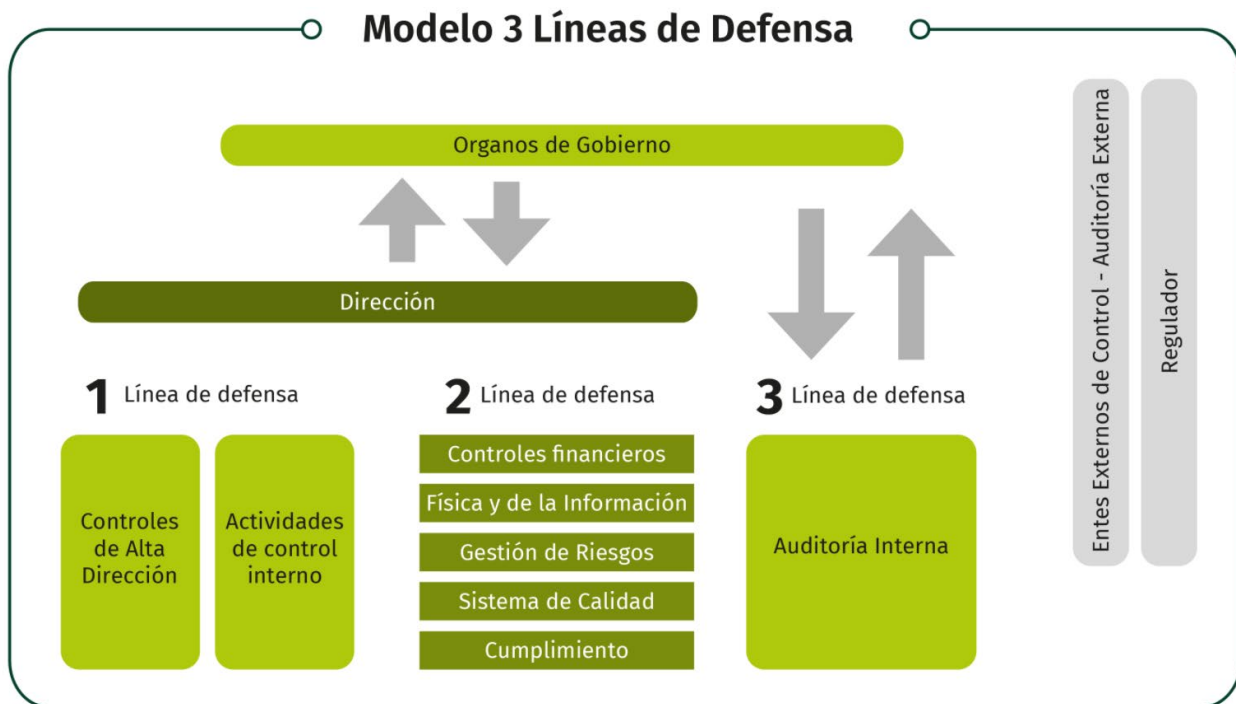 Modelo 3 Líneas de Defensa
Organos de Gobierno
Dirección
1 Línea de defensa
Controles
de Alta
Dirección
Actividades
de control
interno
2 Línea de defensa
Controles financieros
Física y de la Información
Gestión de Riesgos
Sistema de Calidad
Cumplimiento
3 Línea de defensa
Auditoría Interna
Entes Externos de Control - Auditoría Externa
Regulador